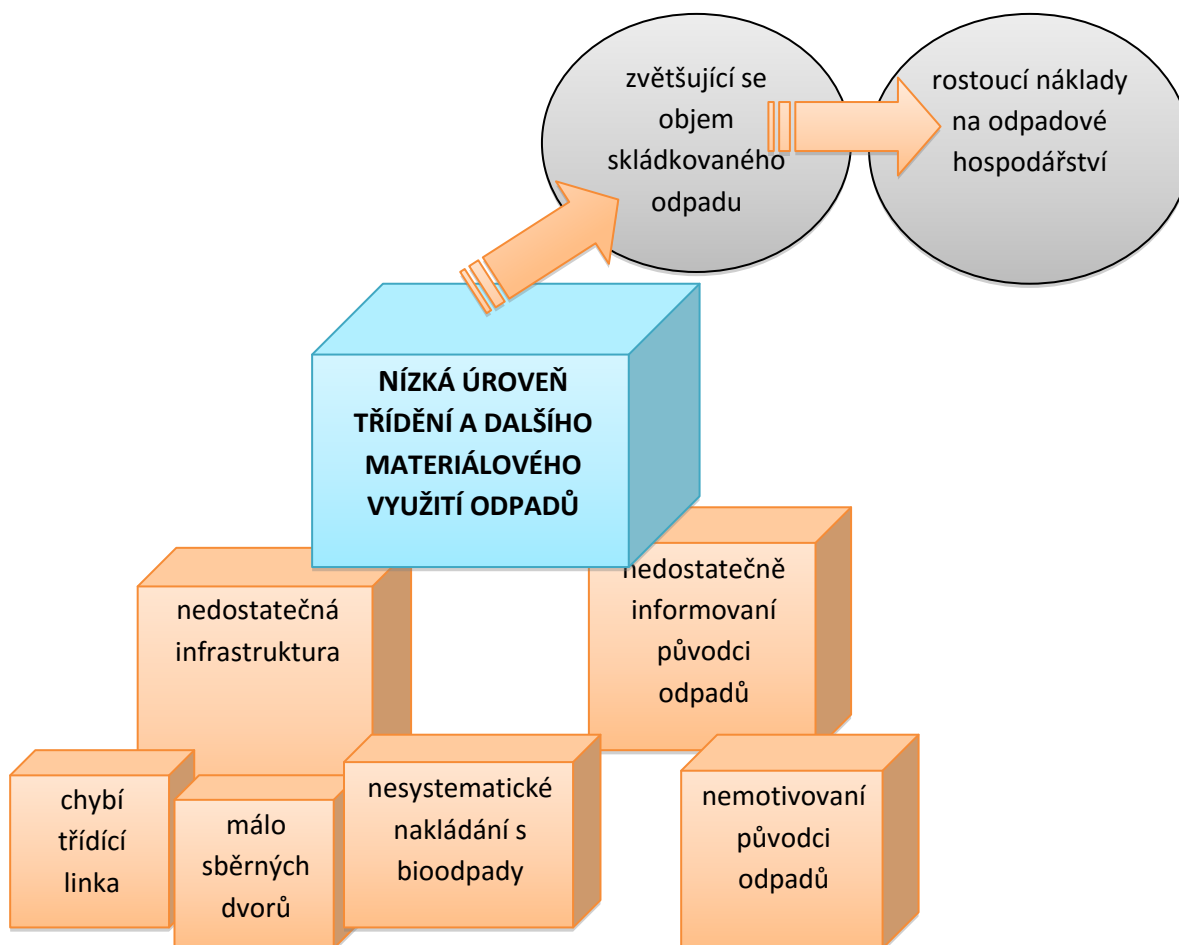 zvětšující se
objem
skládkovaného
odpadu
rostoucí náklady
na odpadové
hospodářství
NÍZKÁ ÚROVEŇ
TŘÍDĚNÍ A DALŠÍHO
MATERIÁLOVÉHO
VYUŽITÍ ODPADŮ
nedostatečná
infrastruktura
nedostatečně
informovaní
původci
odpadů
chybí
třídící
linka
málo
sběrných
dvorů
nesystematické
nakládání s
bioodpady
nemotivovaní
původci
odpadů